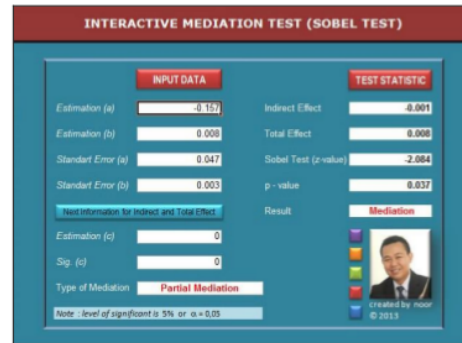 INTERACTIVE MEDIATION TEST (SOBEL TEST)
INPUT DATA
Estimation (a) -0.157
Estimation (b) 0.008
Standart Error (a) 0.047
Standart Error (b) 0.003
Next Information for Indirect and Total Effect
Estimation (c) 0
Sig. (c) 0
Type of Mediation Partial Mediation
Note : level of significant is 5% or α = 0,05
TEST STATISTIC
Indirect Effect -0.001
Total Effect 0.008
Sobel Test (z-value) -2.084
p - value 0.037
Result Mediation
created by noor
© 2013